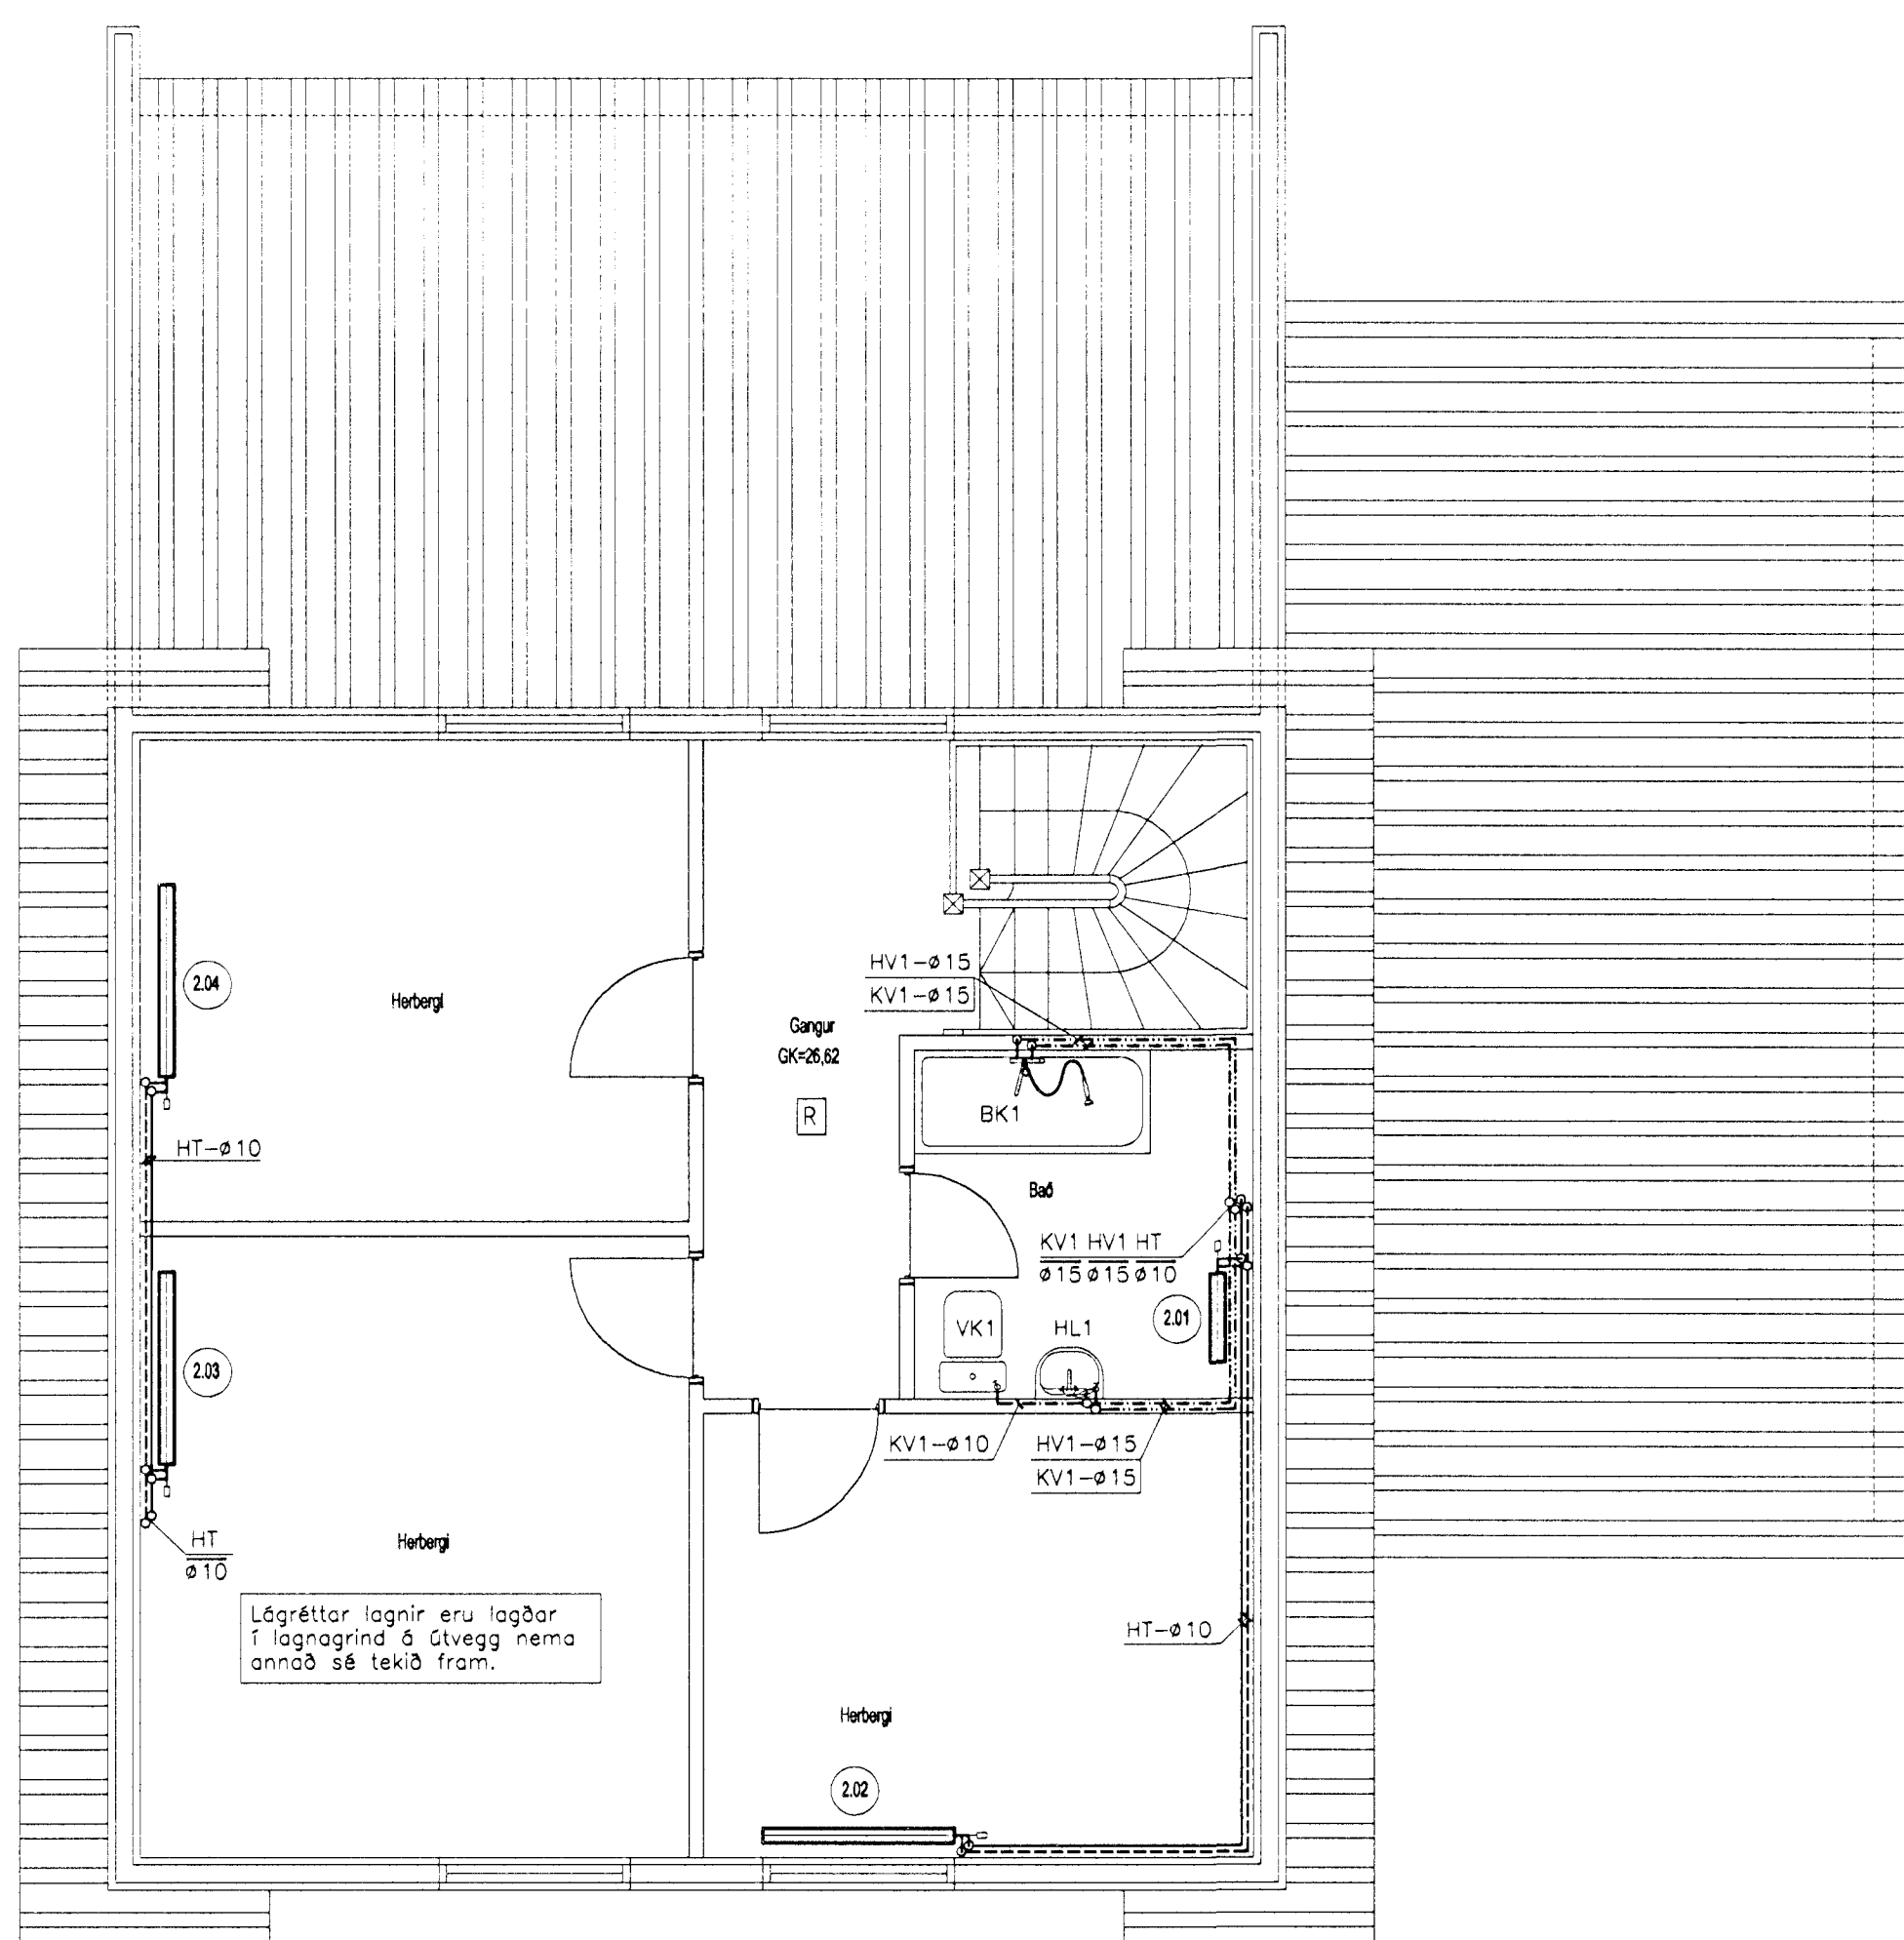 HV1-ø15
KV1-ø15
2.04
Herbergi
Gangur
GK=26,62
R
BK1
HT-ø10
Bað
KV1 HV1 HT
ø15 ø15 ø10
2.01
VK1
HL1
2.03
KV1-ø10
HV1-ø15
KV1-ø15
HT
ø10
Herbergi
Lágréttar lagnir eru lagðar
í lagnagrind á útvegg nema
annað sé tekið fram.
HT-ø10
Herbergi
2.02